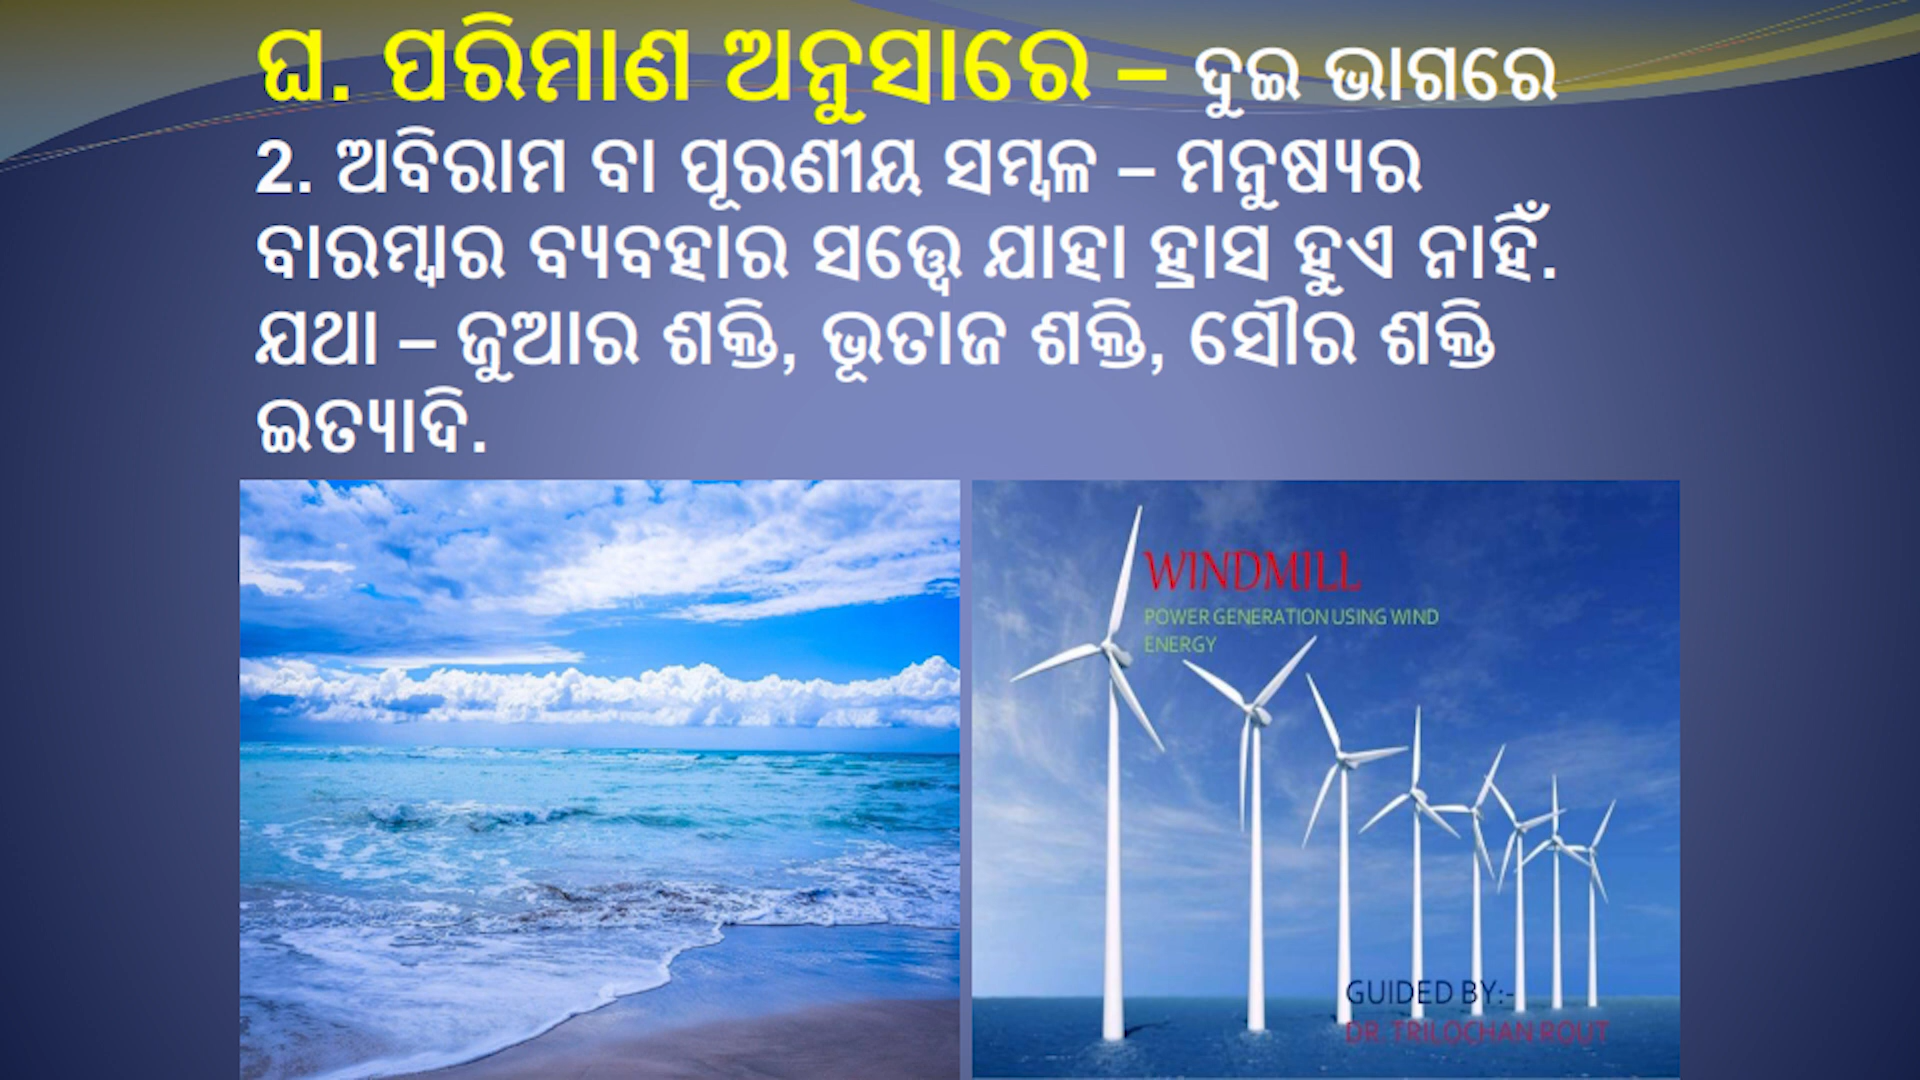 ଘ. ପରିମାଣ ଅନୁସାରେ – ଦୁଇ ଭାଗରେ
2. ଅବିରାମ ବା ପୂରଣୀୟ ସମ୍ବଳ – ମନୁଷ୍ୟର
ବାରମ୍ବାର ବ୍ୟବହାର ସତ୍ତ୍ୱେ ଯାହା ହ୍ରାସ ହୁଏ ନାହିଁ.
ଯଥା – ଜୁଆର ଶକ୍ତି, ଭୂତାଜ ଶକ୍ତି, ସୌର ଶକ୍ତି
ଇତ୍ୟାଦି.
WINDMILL
POWER GENERATION USING WIND
ENERGY
GUIDED BY:-
DR. TRILOCHAN ROUT